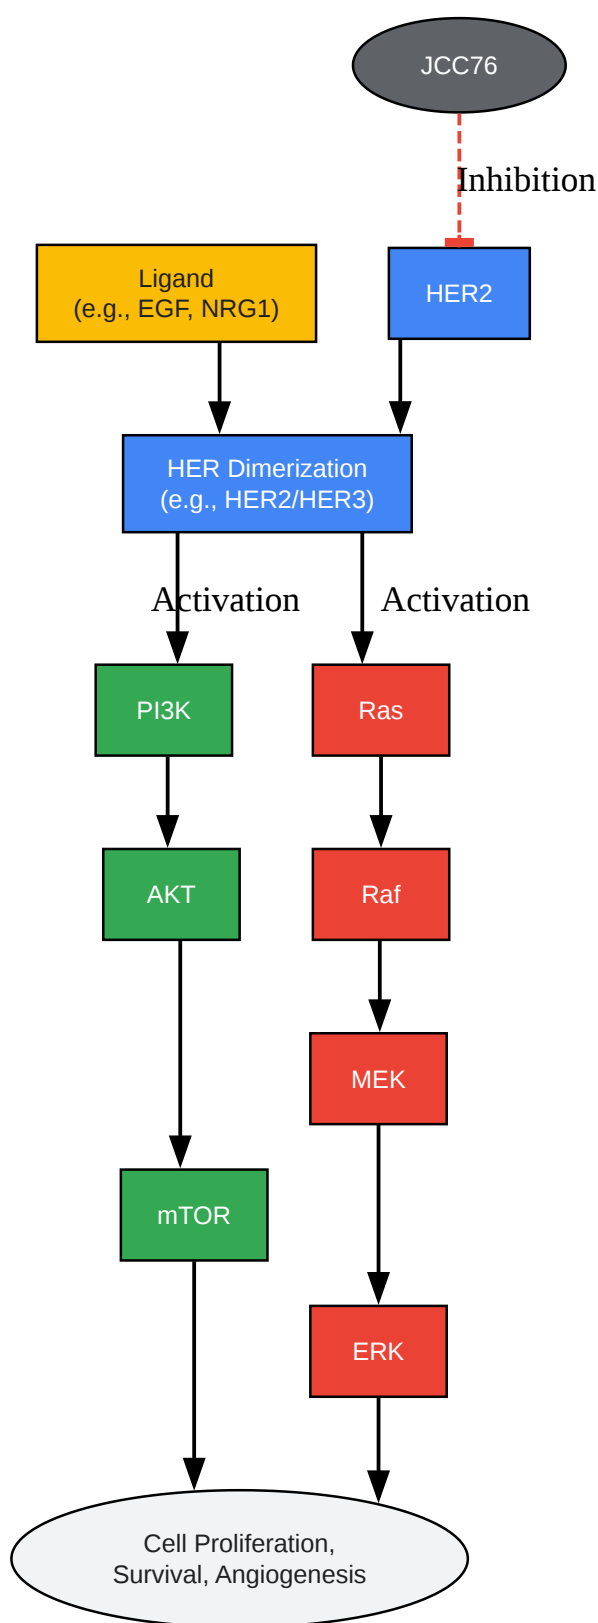 JCC76
Inhibition
Ligand
(e.g., EGF, NRG1)
HER2
HER Dimerization
(e.g., HER2/HER3)
Activation
Activation
PI3K
Ras
AKT
Raf
MEK
mTOR
ERK
Cell Proliferation,
Survival, Angiogenesis